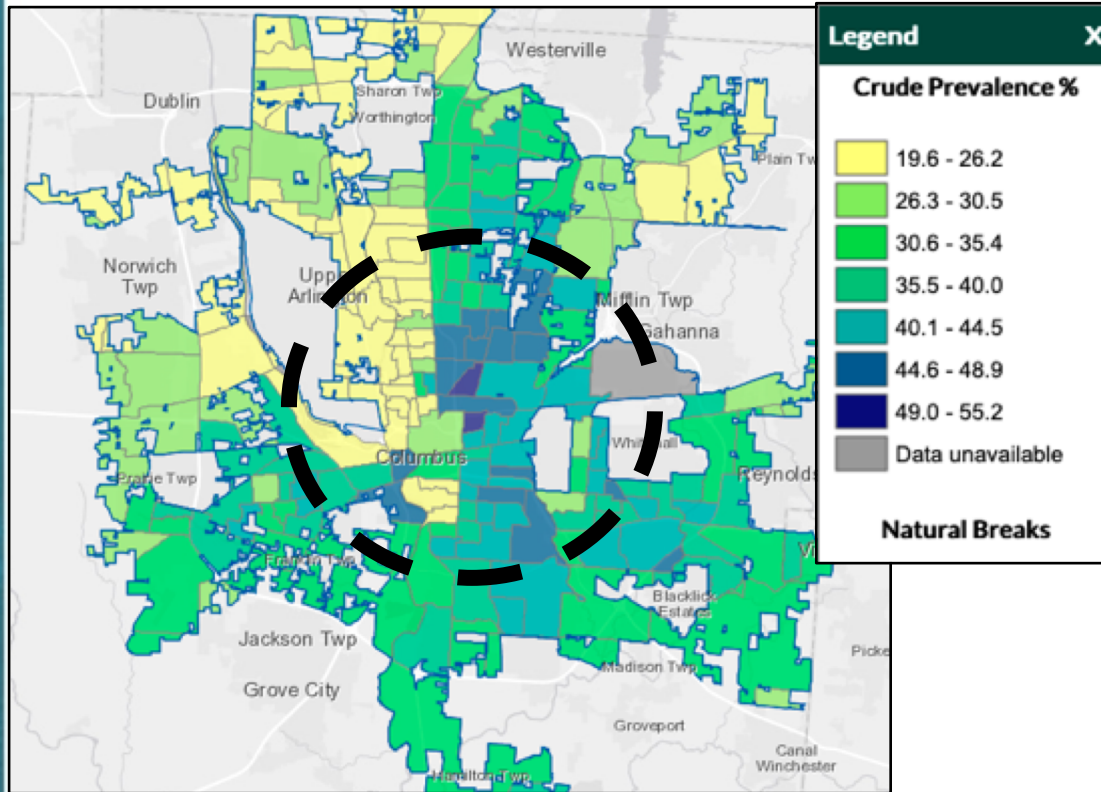 Westerville
Dublin
Sharon Twp
Worthington
Plain Tw
Norwich
Twp
Upp
Arlington
Mifflin Twp
Gahanna
Columbus
Whitehall
Prairie Twp
Reynolds
Franklin Twp
Vi
Blacklick
Estates
Jackson Twp
Madison Twp
Picke
Grove City
Groveport
Canal
Winchester
Hamilton Twp
Legend X
Crude Prevalence %
19.6 - 26.2
26.3 - 30.5
30.6 - 35.4
35.5 - 40.0
40.1 - 44.5
44.6 - 48.9
49.0 - 55.2
Data unavailable
Natural Breaks